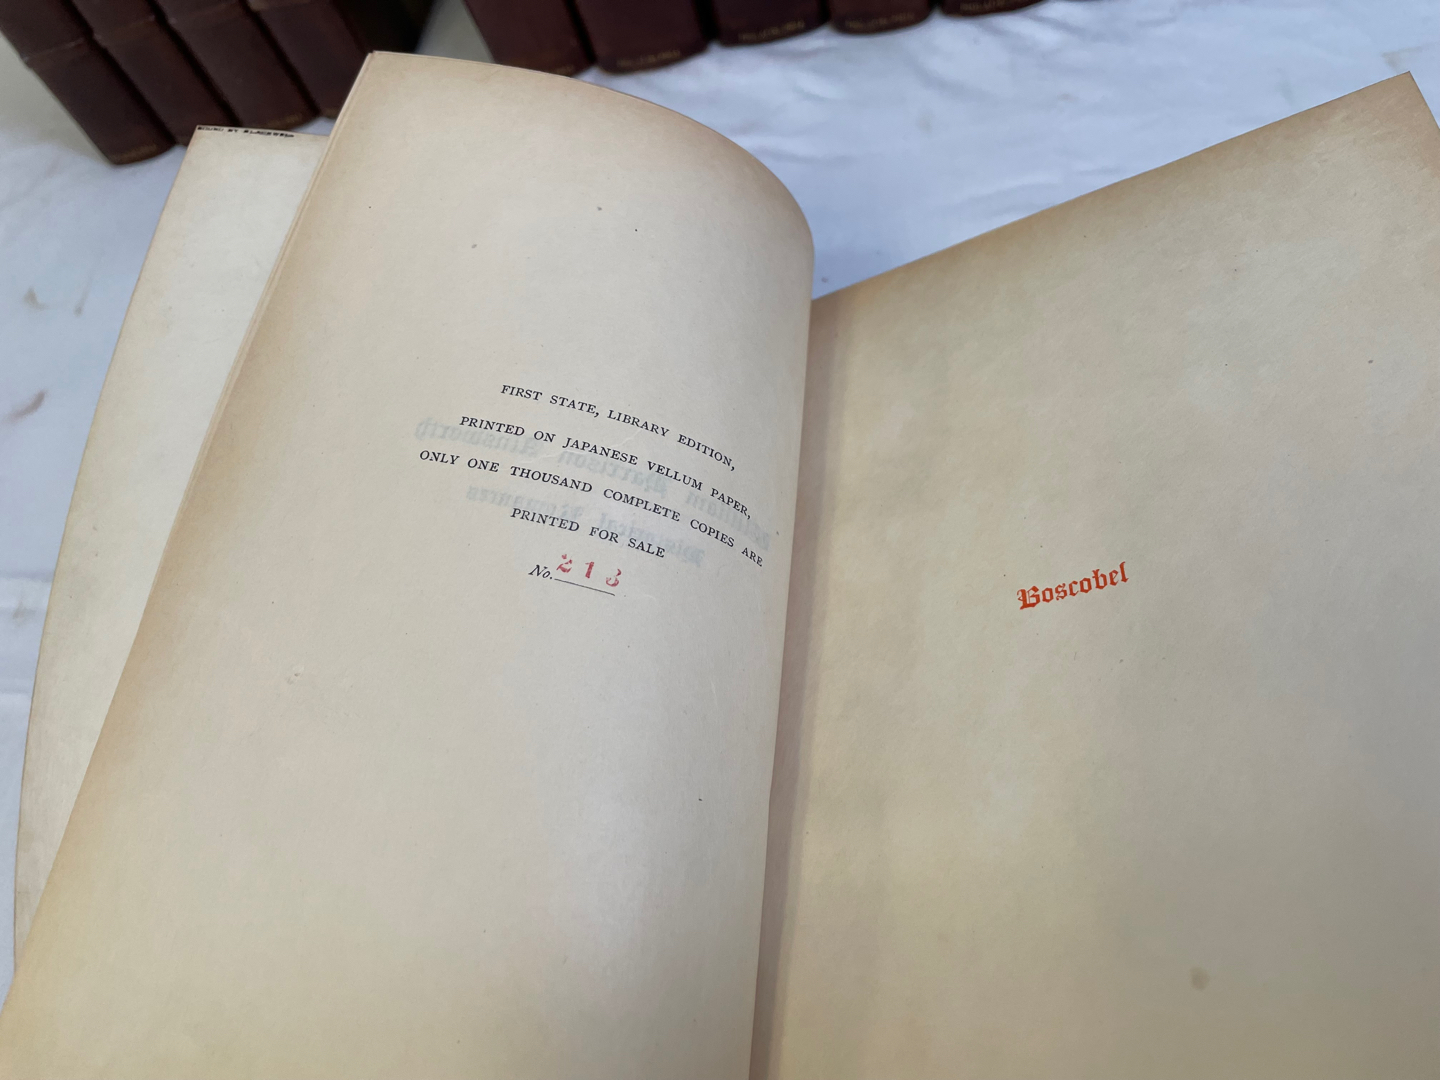 FIRST STATE, LIBRARY EDITION,
PRINTED ON JAPANESE VELLUM PAPER,
ONLY ONE THOUSAND COMPLETE COPIES ARE
PRINTED FOR SALE
No. 213
Boscobel